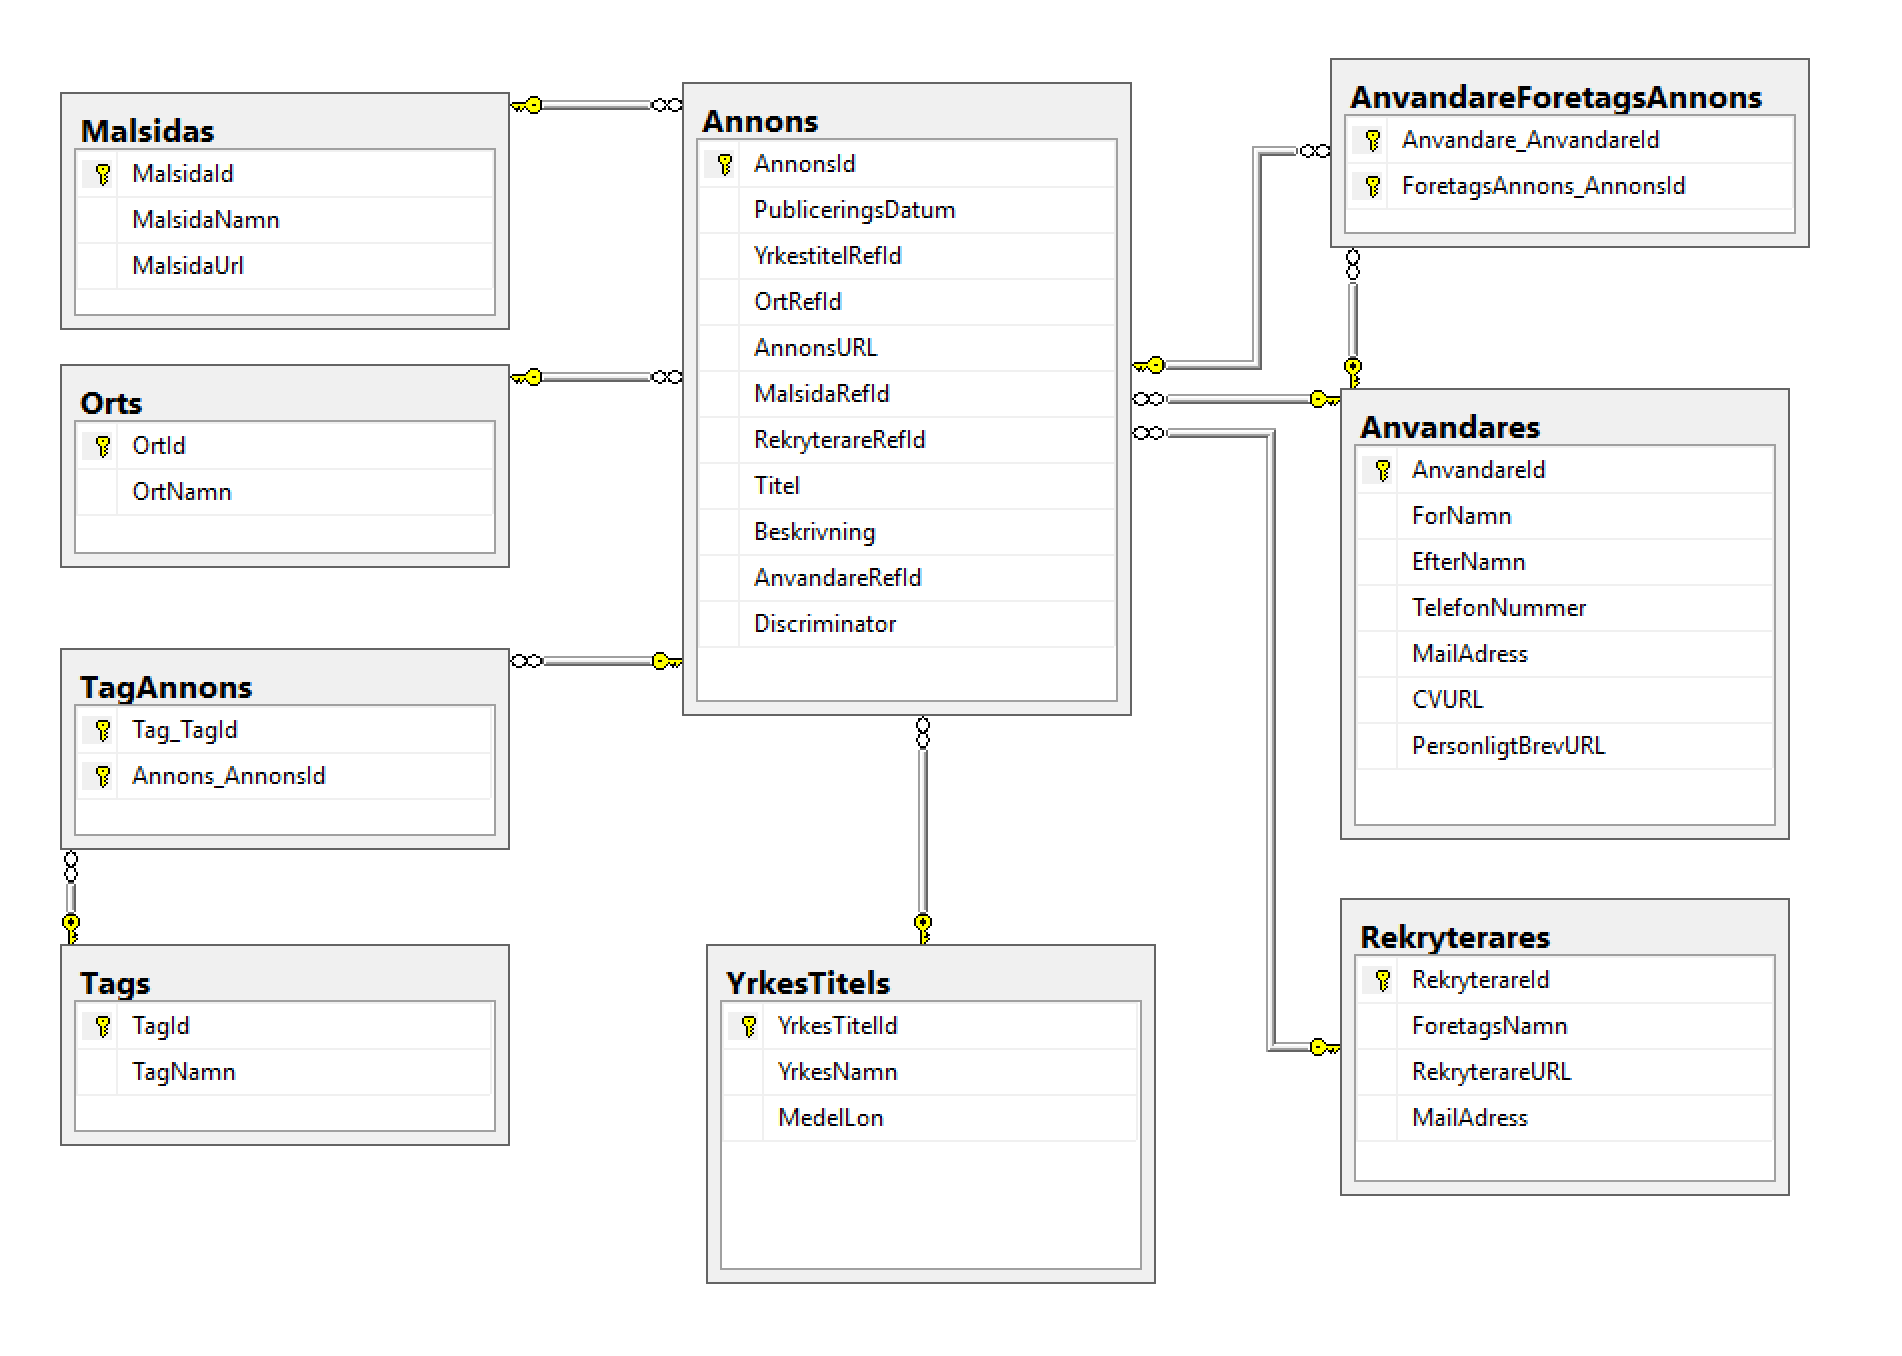 Malsidas
MalsidaId
MalsidaNamn
MalsidaUrl
Orts
OrtId
OrtNamn
TagAnnons
Tag_TagId
Annons_AnnonsId
Tags
TagId
TagNamn
Annons
AnnonsId
PubliceringsDatum
YrkestitelRefId
OrtRefId
AnnonsURL
MalsidaRefId
RekryterareRefId
Titel
Beskrivning
AnvandareRefId
Discriminator
YrkesTitels
YrkesTitelId
YrkesNamn
MedelLon
AnvandareForetagsAnnons
Anvandare_AnvandareId
ForetagsAnnons_AnnonsId
Anvandares
AnvandareId
ForNamn
EfterNamn
TelefonNummer
MailAdress
CVURL
PersonligtBrevURL
Rekryterares
RekryterareId
ForetagsNamn
RekryterareURL
MailAdress